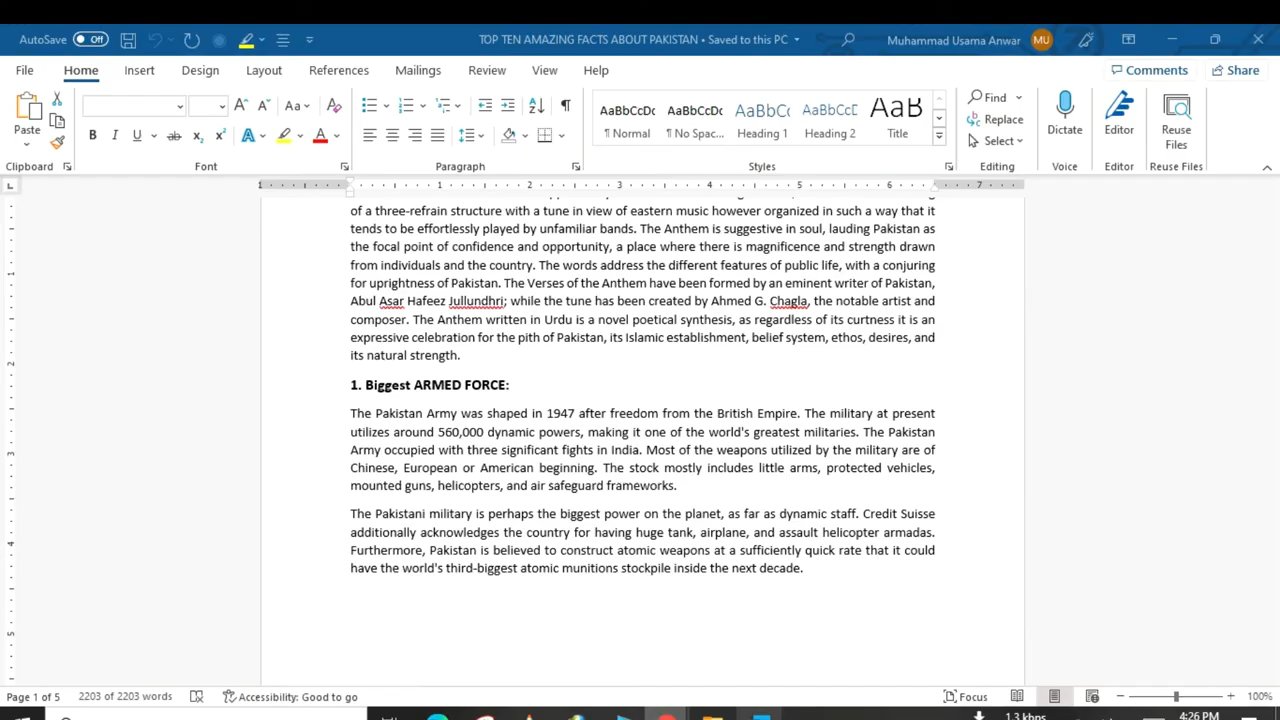 AutoSave Off TOP TEN AMAZING FACTS ABOUT PAKISTAN • Saved to this PC Muhammad Usama Anwar MU
File Home Insert Design Layout References Mailings Review View Help Comments Share
Paste
Clipboard
Aa
B I U ab x₂ x² A A
Font
Paragraph
AaBbCcDc AaBbCcDc AaBbCc AaBbCcD AaB
¶ Normal ¶ No Spac... Heading 1 Heading 2 Title
Styles
Find
Replace
Select
Editing
Dictate
Voice
Editor
Editor
Reuse
Files
Reuse Files
1 1 2 3 4 5 6 7
of a three-refrain structure with a tune in view of eastern music however organized in such a way that it
tends to be effortlessly played by unfamiliar bands. The Anthem is suggestive in soul, lauding Pakistan as
the focal point of confidence and opportunity, a place where there is magnificence and strength drawn
from individuals and the country. The words address the different features of public life, with a conjuring
for uprightness of Pakistan. The Verses of the Anthem have been formed by an eminent writer of Pakistan,
Abul Asar Hafeez Jullundhri; while the tune has been created by Ahmed G. Chagla, the notable artist and
composer. The Anthem written in Urdu is a novel poetical synthesis, as regardless of its curtness it is an
expressive celebration for the pith of Pakistan, its Islamic establishment, belief system, ethos, desires, and
its natural strength.
1. Biggest ARMED FORCE:
The Pakistan Army was shaped in 1947 after freedom from the British Empire. The military at present
utilizes around 560,000 dynamic powers, making it one of the world's greatest militaries. The Pakistan
Army occupied with three significant fights in India. Most of the weapons utilized by the military are of
Chinese, European or American beginning. The stock mostly includes little arms, protected vehicles,
mounted guns, helicopters, and air safeguard frameworks.
The Pakistani military is perhaps the biggest power on the planet, as far as dynamic staff. Credit Suisse
additionally acknowledges the country for having huge tank, airplane, and assault helicopter armadas.
Furthermore, Pakistan is believed to construct atomic weapons at a sufficiently quick rate that it could
have the world's third-biggest atomic munitions stockpile inside the next decade.
1
2
3
4
5
Page 1 of 5 2203 of 2203 words Accessibility: Good to go Focus 100%
1.3 kbps 4:26 PM